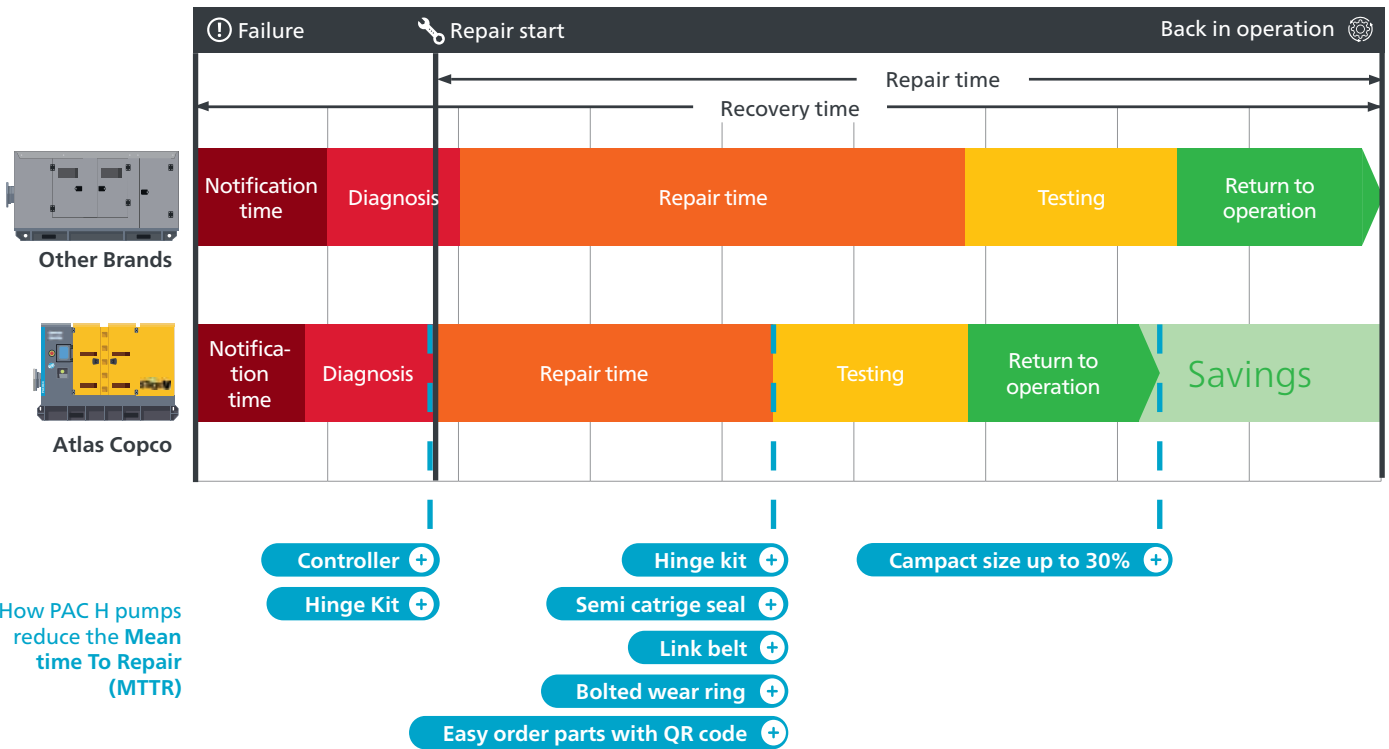 Failure
Repair start
Back in operation
Repair time
Recovery time
Notification
time
Diagnosis
Repair time
Testing
Return to
operation
Other Brands
Notifica-
tion
time
Diagnosis
Repair time
Testing
Return to
operation
Savings
Atlas Copco
Controller
Hinge kit
Campact size up to 30%
Hinge Kit
Semi catrige seal
Link belt
Bolted wear ring
Easy order parts with QR code
How PAC H pumps
reduce the Mean
time To Repair
(MTTR)